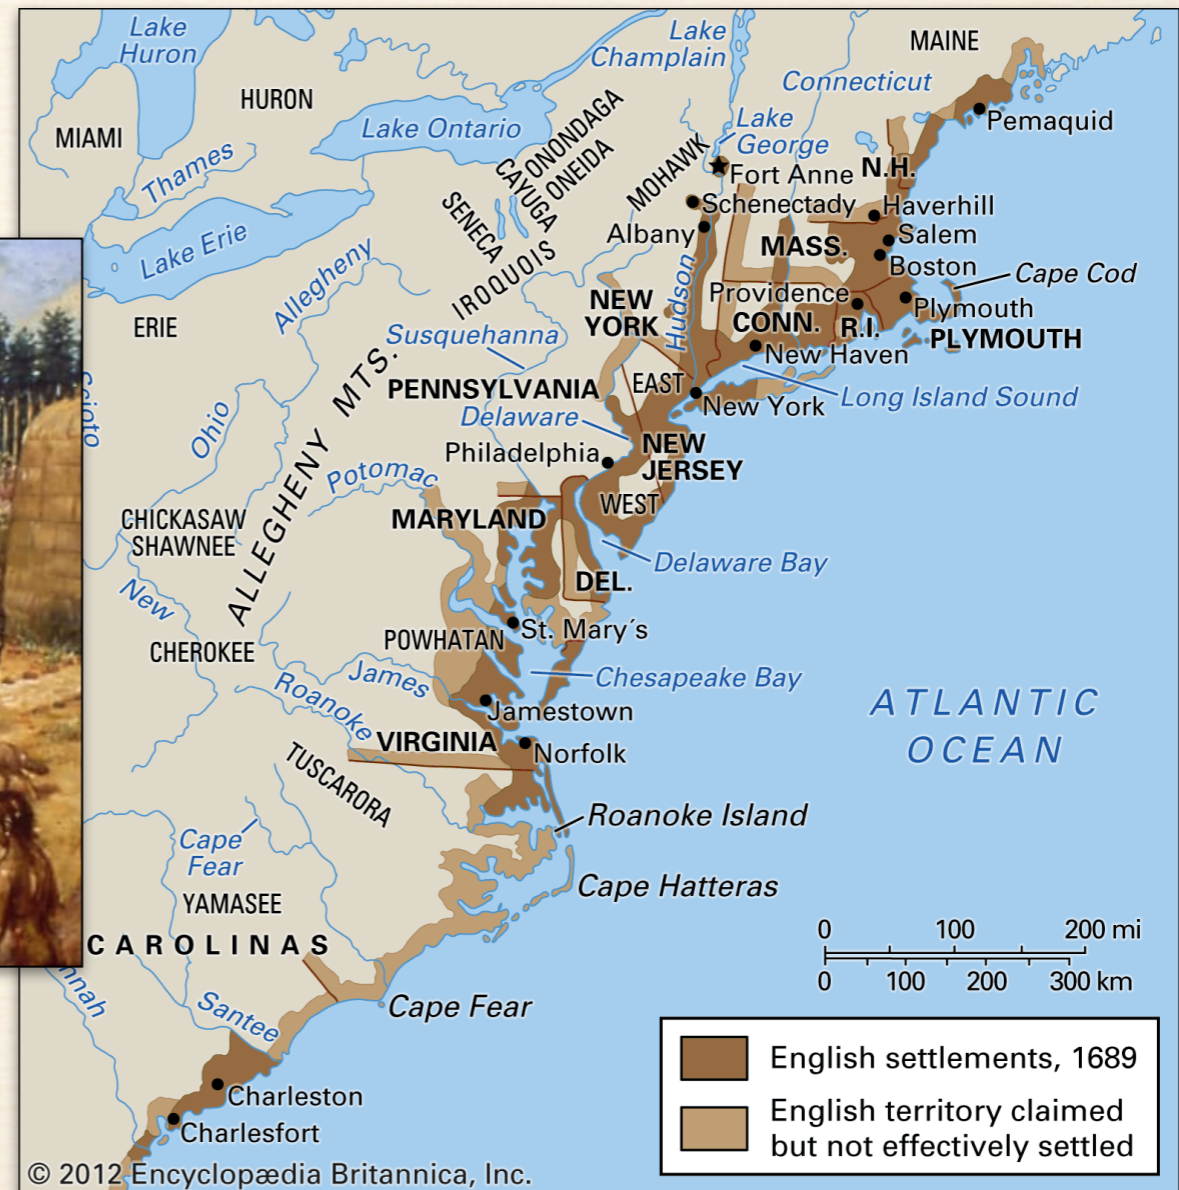 Lake
Huron
Lake
Champlain
MAINE
Connecticut
HURON
MIAMI
Lake Ontario
ONONDAGA
Pemaquid
Lake
George
Thames
CAYUGA
ONEIDA
MOHAWK
Fort Anne
N.H.
SENECA
Schenectady
Haverhill
Albany
MASS.
Salem
Lake Erie
Boston
Allegheny
IROQUOIS
Cape Cod
NEW
YORK
Hudson
Providence
Plymouth
ERIE
CONN.
R.I.
PLYMOUTH
Susquehanna
New Haven
ALLEGHENY MTS.
PENNSYLVANIA
EAST
New York
Long Island Sound
Scioto
Ohio
Delaware
Philadelphia
NEW
JERSEY
Potomac
WEST
CHICKASAW
SHAWNEE
MARYLAND
Delaware Bay
DEL.
New
St. Mary´s
CHEROKEE
POWHATAN
Chesapeake Bay
James
Roanoke
Jamestown
ATLANTIC
OCEAN
VIRGINIA
Norfolk
TUSCARORA
Roanoke Island
Cape
Fear
Cape Hatteras
YAMASEE
CAROLINAS
0 100 200 mi
0 100 200 300 km
nnah
Santee
Cape Fear
English settlements, 1689
English territory claimed
but not effectively settled
Charleston
Charlesfort
© 2012 Encyclopædia Britannica, Inc.